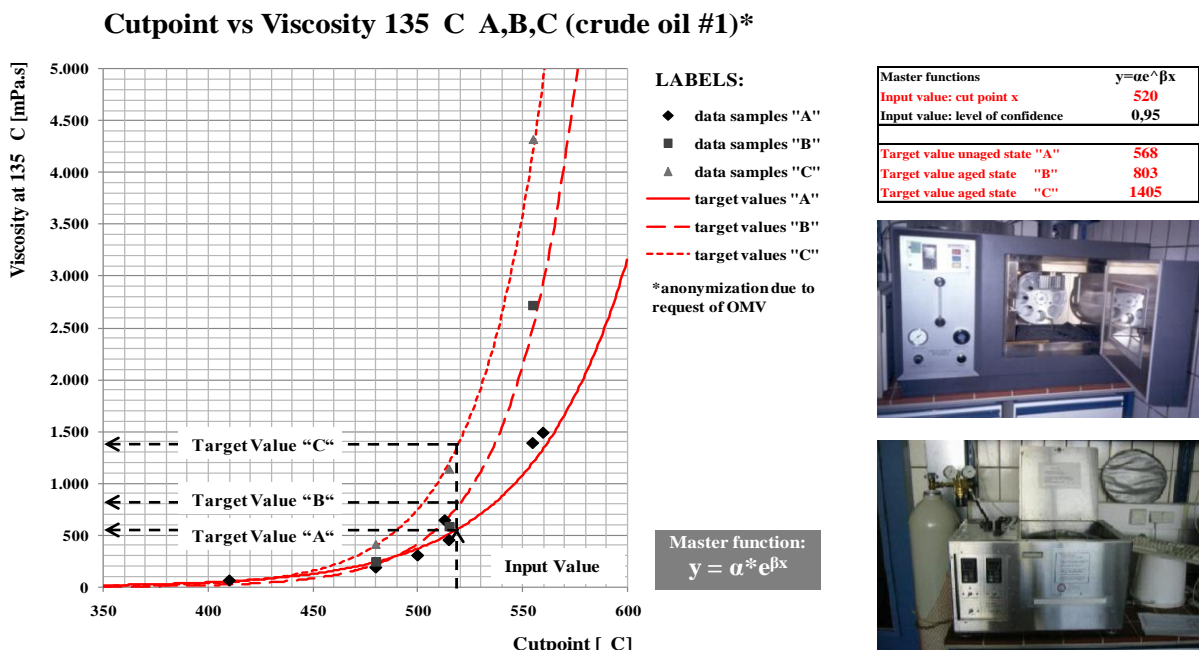 Cutpoint vs Viscosity 135 C A,B,C (crude oil #1)*
Viscosity at 135 C [mPa.s]
5.000
4.500
4.000
3.500
3.000
2.500
2.000
1.500
1.000
500
0
Target Value “C“
Target Value “B“
Target Value “A“
Input Value
350
400
450
500
550
600
Cutpoint [ C]
LABELS:
data samples "A"
data samples "B"
data samples "C"
target values "A"
target values "B"
target values "C"
*anonymization due to
request of OMV
Master function:
y = α*e^βx
Master functions y=αe^βx
Input value: cut point x 520
Input value: level of confidence 0,95
Target value unaged state "A" 568
Target value aged state "B" 803
Target value aged state "C" 1405